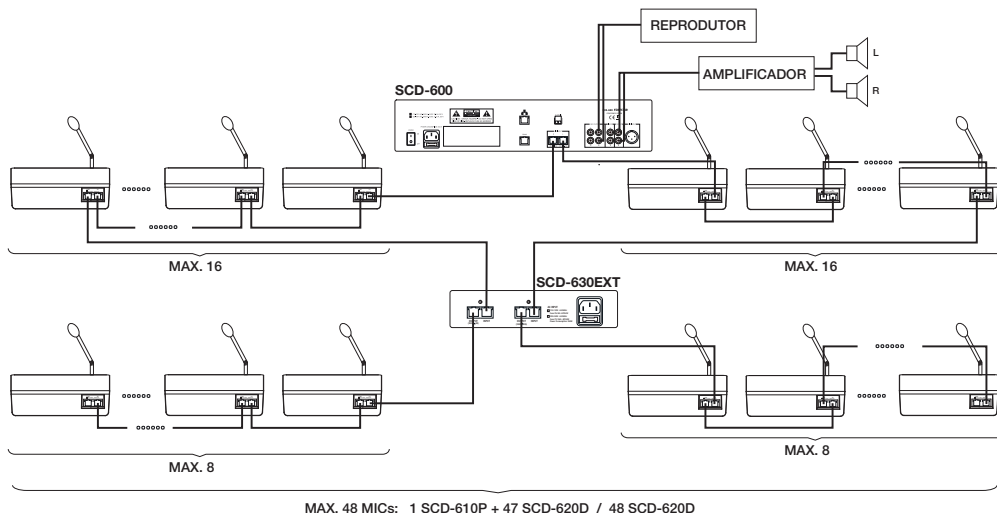 REPRODUTOR
AMPLIFICADOR
L
R
SCD-600
MAX. 16
MAX. 16
SCD-630EXT
MAX. 8
MAX. 8
MAX. 48 MICs: 1 SCD-610P + 47 SCD-620D / 48 SCD-620D